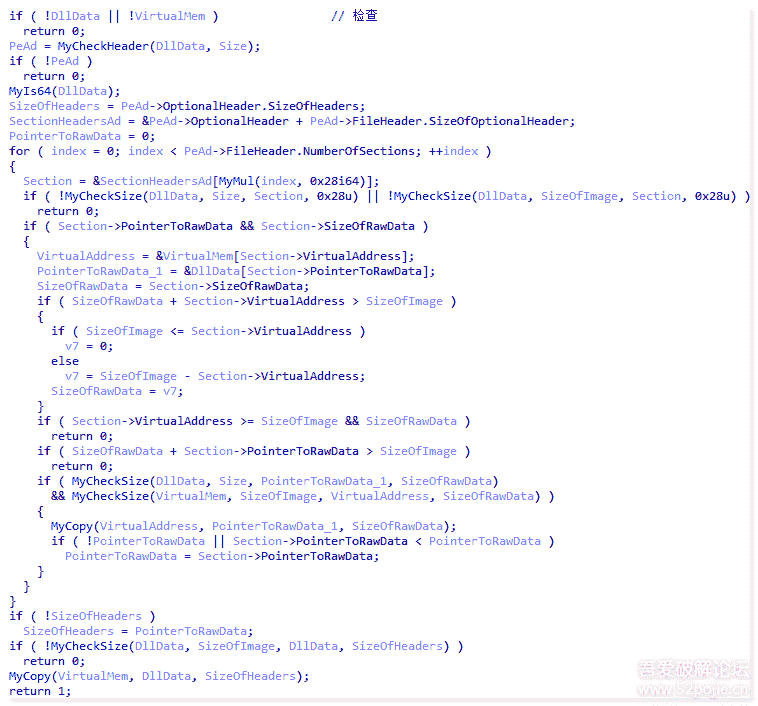 if ( !DllData || !VirtualMem )                // 检查
  return 0;
PeAd = MyCheckHeader(DllData, Size);
if ( !PeAd )
  return 0;
MyIs64(DllData);
SizeOfHeaders = PeAd->OptionalHeader.SizeOfHeaders;
SectionHeadersAd = &PeAd->OptionalHeader + PeAd->FileHeader.SizeOfOptionalHeader;
PointerToRawData = 0;
for ( index = 0; index < PeAd->FileHeader.NumberOfSections; ++index )
{
  Section = &SectionHeadersAd[MyMul(index, 0x28i64)];
  if ( !MyCheckSize(DllData, Size, Section, 0x28u) || !MyCheckSize(DllData, SizeOfImage, Section, 0x28u) )
    return 0;
  if ( Section->PointerToRawData && Section->SizeOfRawData )
  {
    VirtualAddress = &VirtualMem[Section->VirtualAddress];
    PointerToRawData_1 = &DllData[Section->PointerToRawData];
    SizeOfRawData = Section->SizeOfRawData;
    if ( SizeOfRawData + Section->VirtualAddress > SizeOfImage )
    {
      if ( SizeOfImage <= Section->VirtualAddress )
        v7 = 0;
      else
        v7 = SizeOfImage - Section->VirtualAddress;
      SizeOfRawData = v7;
    }
    if ( Section->VirtualAddress >= SizeOfImage && SizeOfRawData )
      return 0;
    if ( SizeOfRawData + Section->PointerToRawData > SizeOfImage )
      return 0;
    if ( MyCheckSize(DllData, Size, PointerToRawData_1, SizeOfRawData)
      && MyCheckSize(VirtualMem, SizeOfImage, VirtualAddress, SizeOfRawData) )
    {
      MyCopy(VirtualAddress, PointerToRawData_1, SizeOfRawData);
      if ( !PointerToRawData || Section->PointerToRawData < PointerToRawData )
        PointerToRawData = Section->PointerToRawData;
    }
  }
}
if ( !SizeOfHeaders )
  SizeOfHeaders = PointerToRawData;
if ( !MyCheckSize(DllData, SizeOfImage, DllData, SizeOfHeaders) )
  return 0;
MyCopy(VirtualMem, DllData, SizeOfHeaders);
return 1;
吾爱破解论坛
www.52pojie.cn